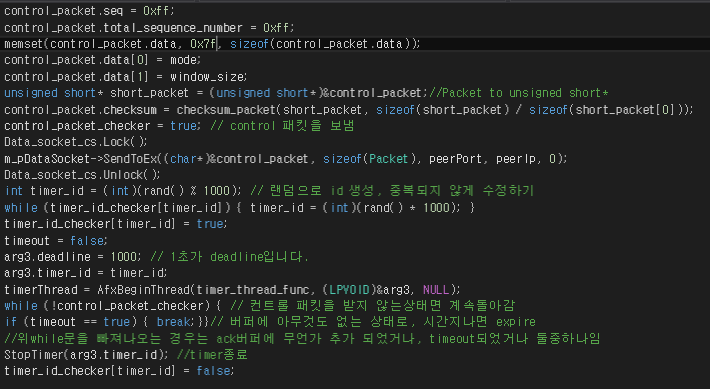 control_packet.seq = 0xff;
control_packet.total_sequence_number = 0xff;
memset(control_packet.data, 0x7f, sizeof(control_packet.data));
control_packet.data[0] = mode;
control_packet.data[1] = window_size;
unsigned short* short_packet = (unsigned short*)&control_packet;//Packet to unsigned short*
control_packet.checksum = checksum_packet(short_packet, sizeof(short_packet) / sizeof(short_packet[0]));
control_packet_checker = true; // control 패킷을 보냄
Data_socket_cs.Lock();
m_pDataSocket->SendToEx((char*)&control_packet, sizeof(Packet), peerPort, peerIp, 0);
Data_socket_cs.Unlock();
int timer_id = (int)(rand() % 1000); // 랜덤으로 id 생성, 중복되지 않게 수정하기
while (timer_id_checker[timer_id]) { timer_id = (int)(rand() * 1000); }
timer_id_checker[timer_id] = true;
timeout = false;
arg3.deadline = 1000; // 1초가 deadline입니다.
arg3.timer_id = timer_id;
timerThread = AfxBeginThread(timer_thread_func, (LPVOID)&arg3, NULL);
while (!control_packet_checker) { // 컨트롤 패킷을 받지 않는상태면 계속돌아감
if (timeout == true) { break;}}// 버퍼에 아무것도 없는 상태로, 시간지나면 expire
//위while문을 빠져나오는 경우는 ack버퍼에 무언가 추가 되었거나, timeout되었거나 둘중하나임
StopTimer(arg3.timer_id); //timer종료
timer_id_checker[timer_id] = false;